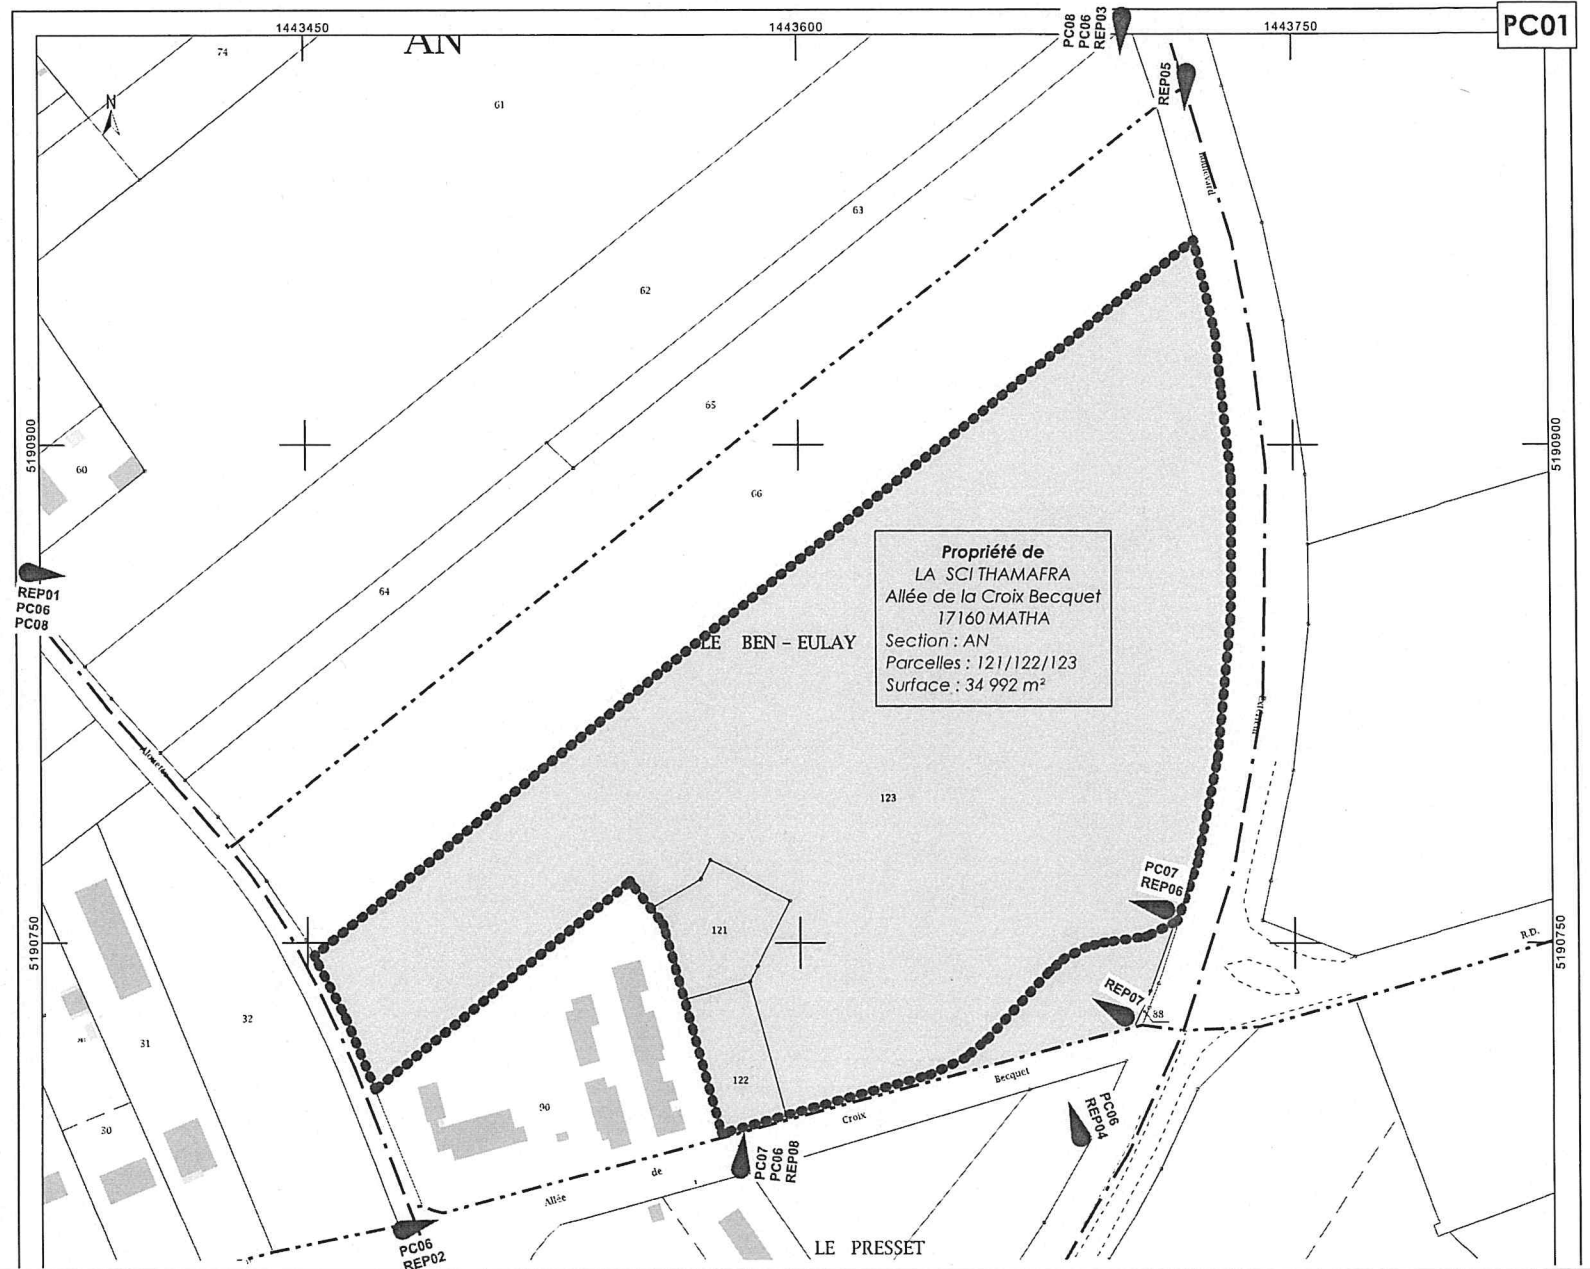 PC01
1443450
1443600
1443750
AN
74
61
N
PC08
PC06
REP03
REP05
Boulevard
63
62
65
5190900
5190900
60
66
REP01
PC06
PC08
64
Propriété de
LA SCI THAMAFRA
Allée de la Croix Becquet
17160 MATHA
Section : AN
Parcelles : 121/122/123
Surface : 34 992 m²
LE BEN - EULAY
123
PC07
REP06
121
5190750
5190750
R.D.
REP07
88
32
31
30
90
122
Becquet
Croix
de
Allée
PC06
REP04
PC07
PC06
REP08
PC06
REP02
LE PRESSET